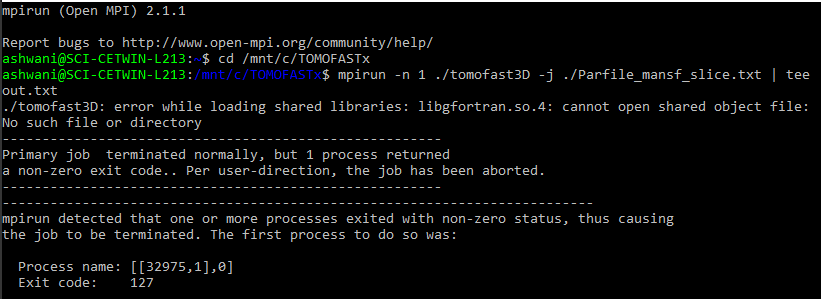 mpirun (Open MPI) 2.1.1
Report bugs to http://www.open-mpi.org/community/help/
ashwani@SCI-CETWIN-L213:~$ cd /mnt/c/TOMOFASTx
ashwani@SCI-CETWIN-L213:/mnt/c/TOMOFASTx$ mpirun -n 1 ./tomofast3D -j ./Parfile_mansf_slice.txt | tee
out.txt
./tomofast3D: error while loading shared libraries: libgfortran.so.4: cannot open shared object file:
No such file or directory
-------------------------------------------------------
Primary job  terminated normally, but 1 process returned
a non-zero exit code.. Per user-direction, the job has been aborted.
-------------------------------------------------------
--------------------------------------------------------------------------
mpirun detected that one or more processes exited with non-zero status, thus causing
the job to be terminated. The first process to do so was:
  Process name: [[32975,1],0]
  Exit code:    127